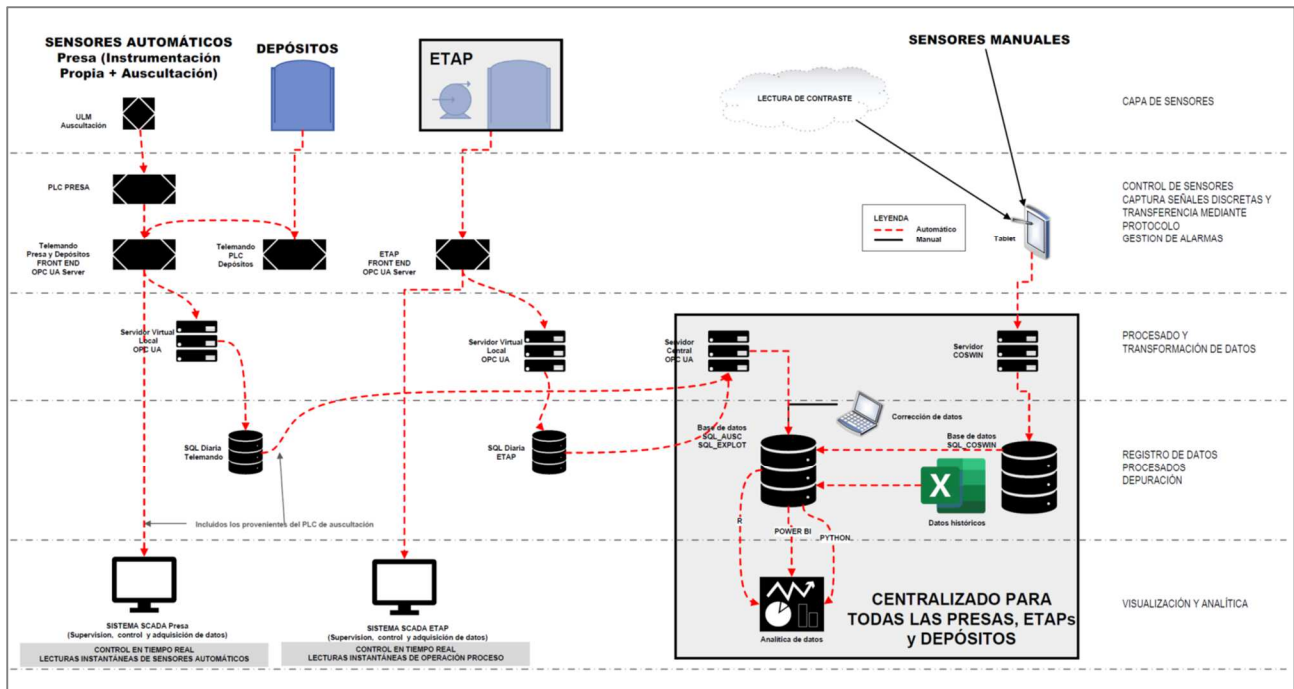 SENSORES AUTOMÁTICOS
Presa (Instrumentación
Propia + Auscultación)
DEPÓSITOS
ETAP
SENSORES MANUALES
LECTURA DE CONTRASTE
CAPA DE SENSORES
ULM
Auscultación
PLC PRESA
CONTROL DE SENSORES
CAPTURA SEÑALES DISCRETAS Y
TRANSFERENCIA MEDIANTE
PROTOCOLO
GESTION DE ALARMAS
LEYENDA
Automático
Manual
Tablet
Telemando
Presa y Depósitos
FRONT END
OPC UA Server
Telemando
PLC
Depósitos
ETAP
FRONT END
OPC UA Server
Servidor Virtual
Local
OPC UA
Servidor Virtual
Local
OPC UA
Servidor
Central
OPC UA
Servidor
COSWIN
PROCESADO Y
TRANSFORMACIÓN DE DATOS
Corrección de datos
SQL Diaria
Telemando
SQL Diaria
ETAP
Base de datos
SQL_AUSC
SQL_EXPLOT
Base de datos
SQL_COSWIN
REGISTRO DE DATOS
PROCESADOS
DEPURACIÓN
X
Datos históricos
Incluidos los provenientes del PLC de auscultación
R
POWER BI
PYTHON
Analítica de datos
CENTRALIZADO PARA
TODAS LAS PRESAS, ETAPs
y DEPÓSITOS
VISUALIZACIÓN Y ANALÍTICA
SISTEMA SCADA Presa
(Supervision, control y adquisición de datos)
CONTROL EN TIEMPO REAL
LECTURAS INSTANTÁNEAS DE SENSORES AUTOMÁTICOS
SISTEMA SCADA ETAP
(Supervision, control y adquisición de datos)
CONTROL EN TIEMPO REAL
LECTURAS INSTANTÁNEAS DE OPERACIÓN PROCESO